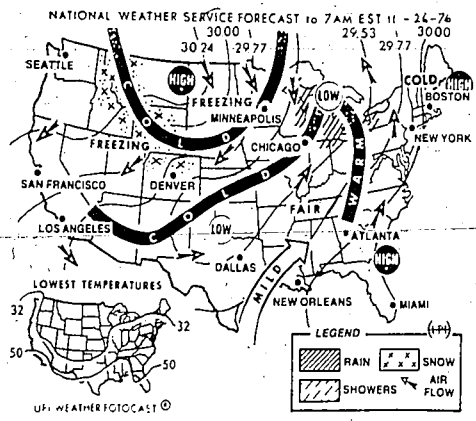 NATIONAL WEATHER SERVICE FORECAST to 7AM EST 11 - 26-76
30.24 3000 29.77 29.53 29.77 3000
SEATTLE
HIGH
FREEZING
MINNEAPOLIS
LOW
COLD
HIGH
BOSTON
NEW YORK
COLD
FREEZING
CHICAGO
SAN FRANCISCO
DENVER
COLD
WARM
FAIR
LOS ANGELES
LOW
ATLANTA
DALLAS
HIGH
MILD
NEW ORLEANS
MIAMI
LOWEST TEMPERATURES
32
32
50
50
UPI WEATHER FOTOCAST ©
LEGEND
(UPI)
RAIN
SNOW
SHOWERS
AIR
FLOW